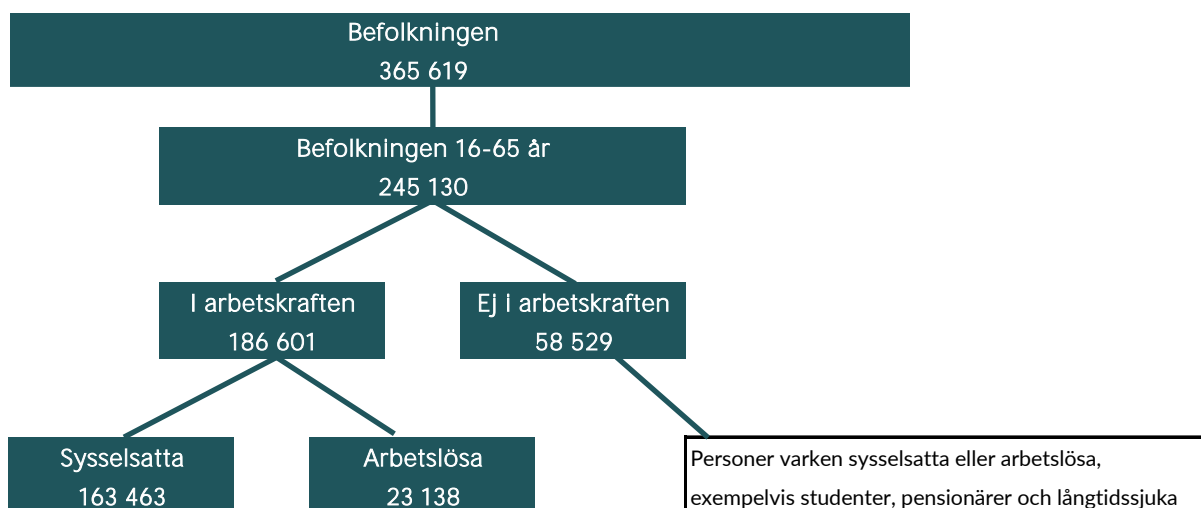 Befolkningen
365 619
Befolkningen 16-65 år
245 130
I arbetskraften
186 601
Ej i arbetskraften
58 529
Sysselsatta
163 463
Arbetslösa
23 138
Personer varken sysselsatta eller arbetslösa,
exempelvis studenter, pensionärer och långtidssjuka